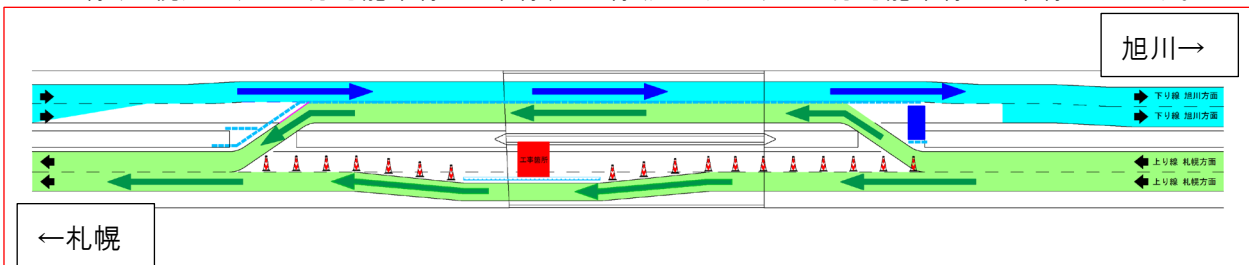 旭川→
下り線 旭川方面
下り線 旭川方面
工事箇所
上り線 札幌方面
上り線 札幌方面
←札幌